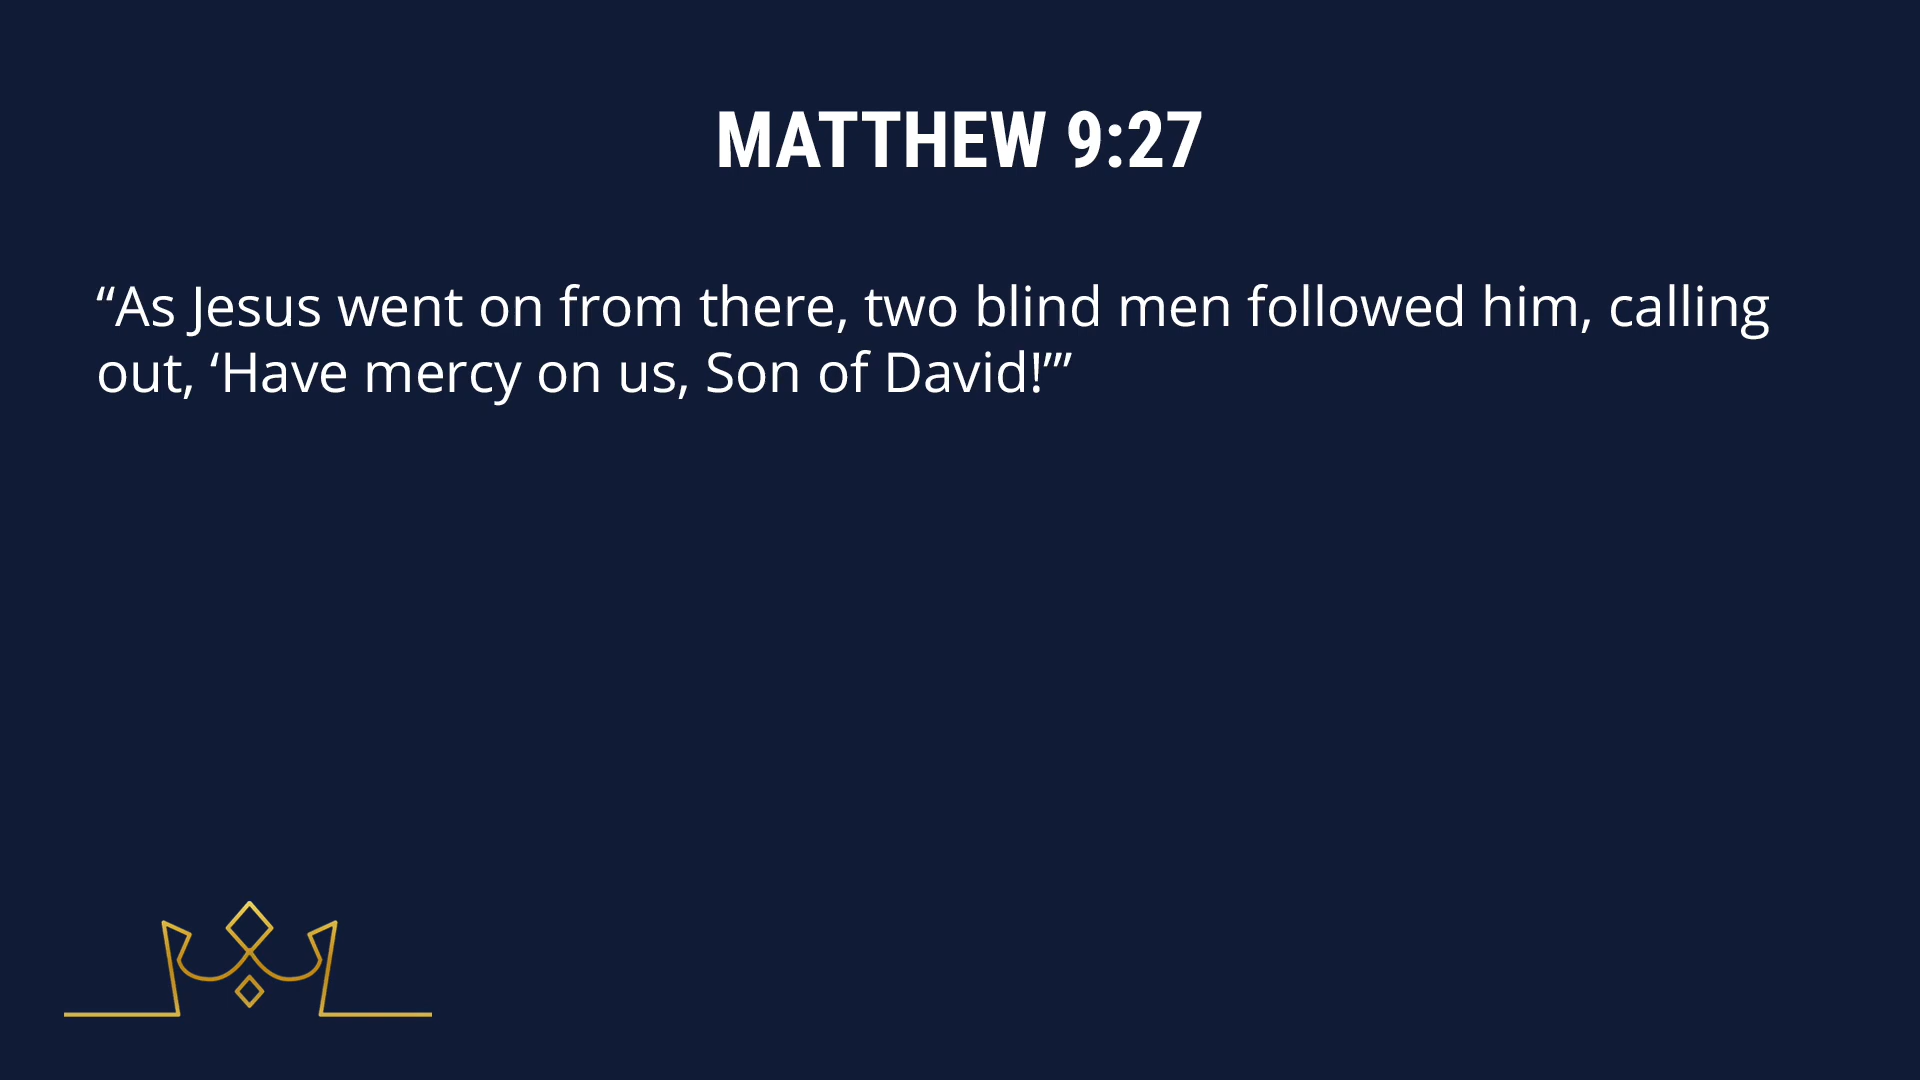 MATTHEW 9:27
“As Jesus went on from there, two blind men followed him, calling
out, ‘Have mercy on us, Son of David!’”